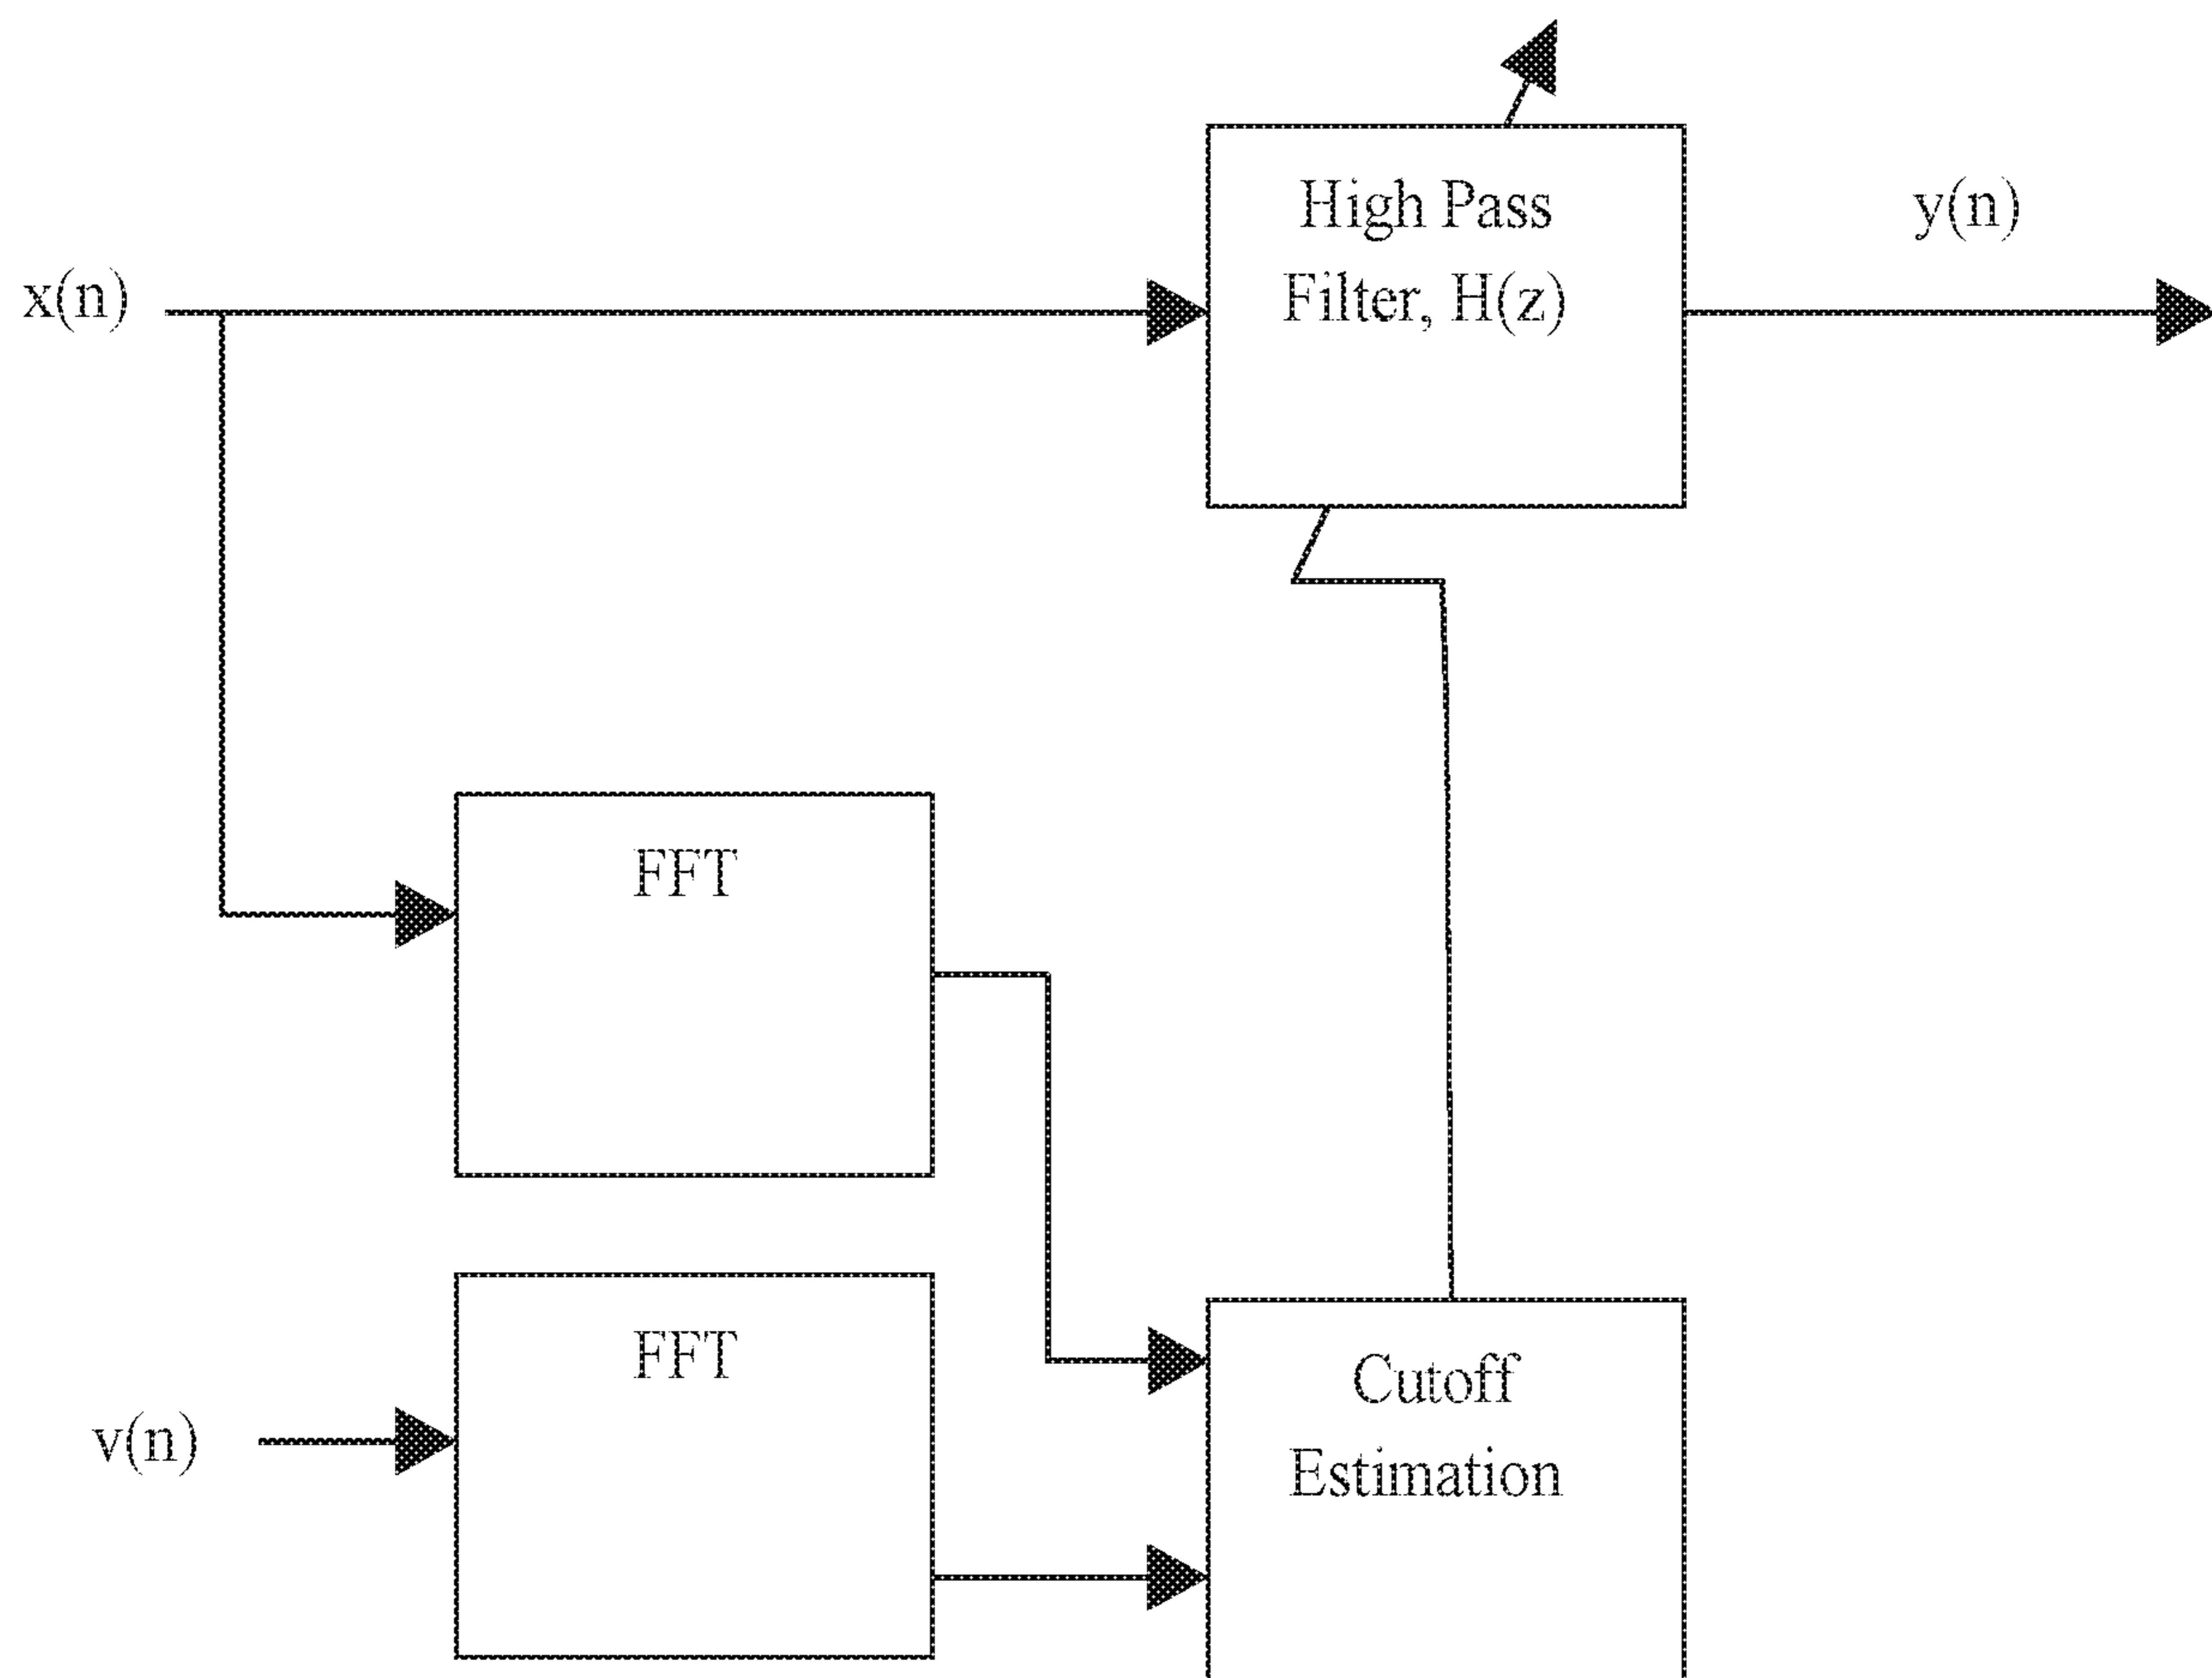 High Pass
Filter, H(z)
y(n)
x(n)
FFT
FFT
v(n)
Cutoff
Estimation